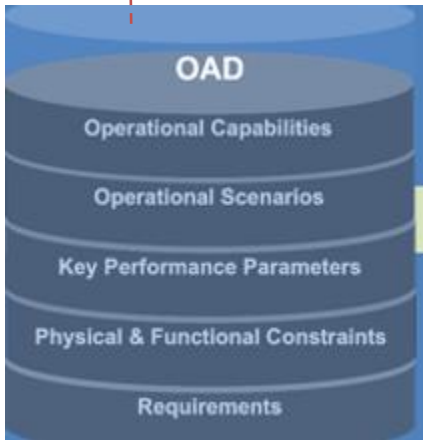 OAD
Operational Capabilities
Operational Scenarios
Key Performance Parameters
Physical & Functional Constraints
Requirements